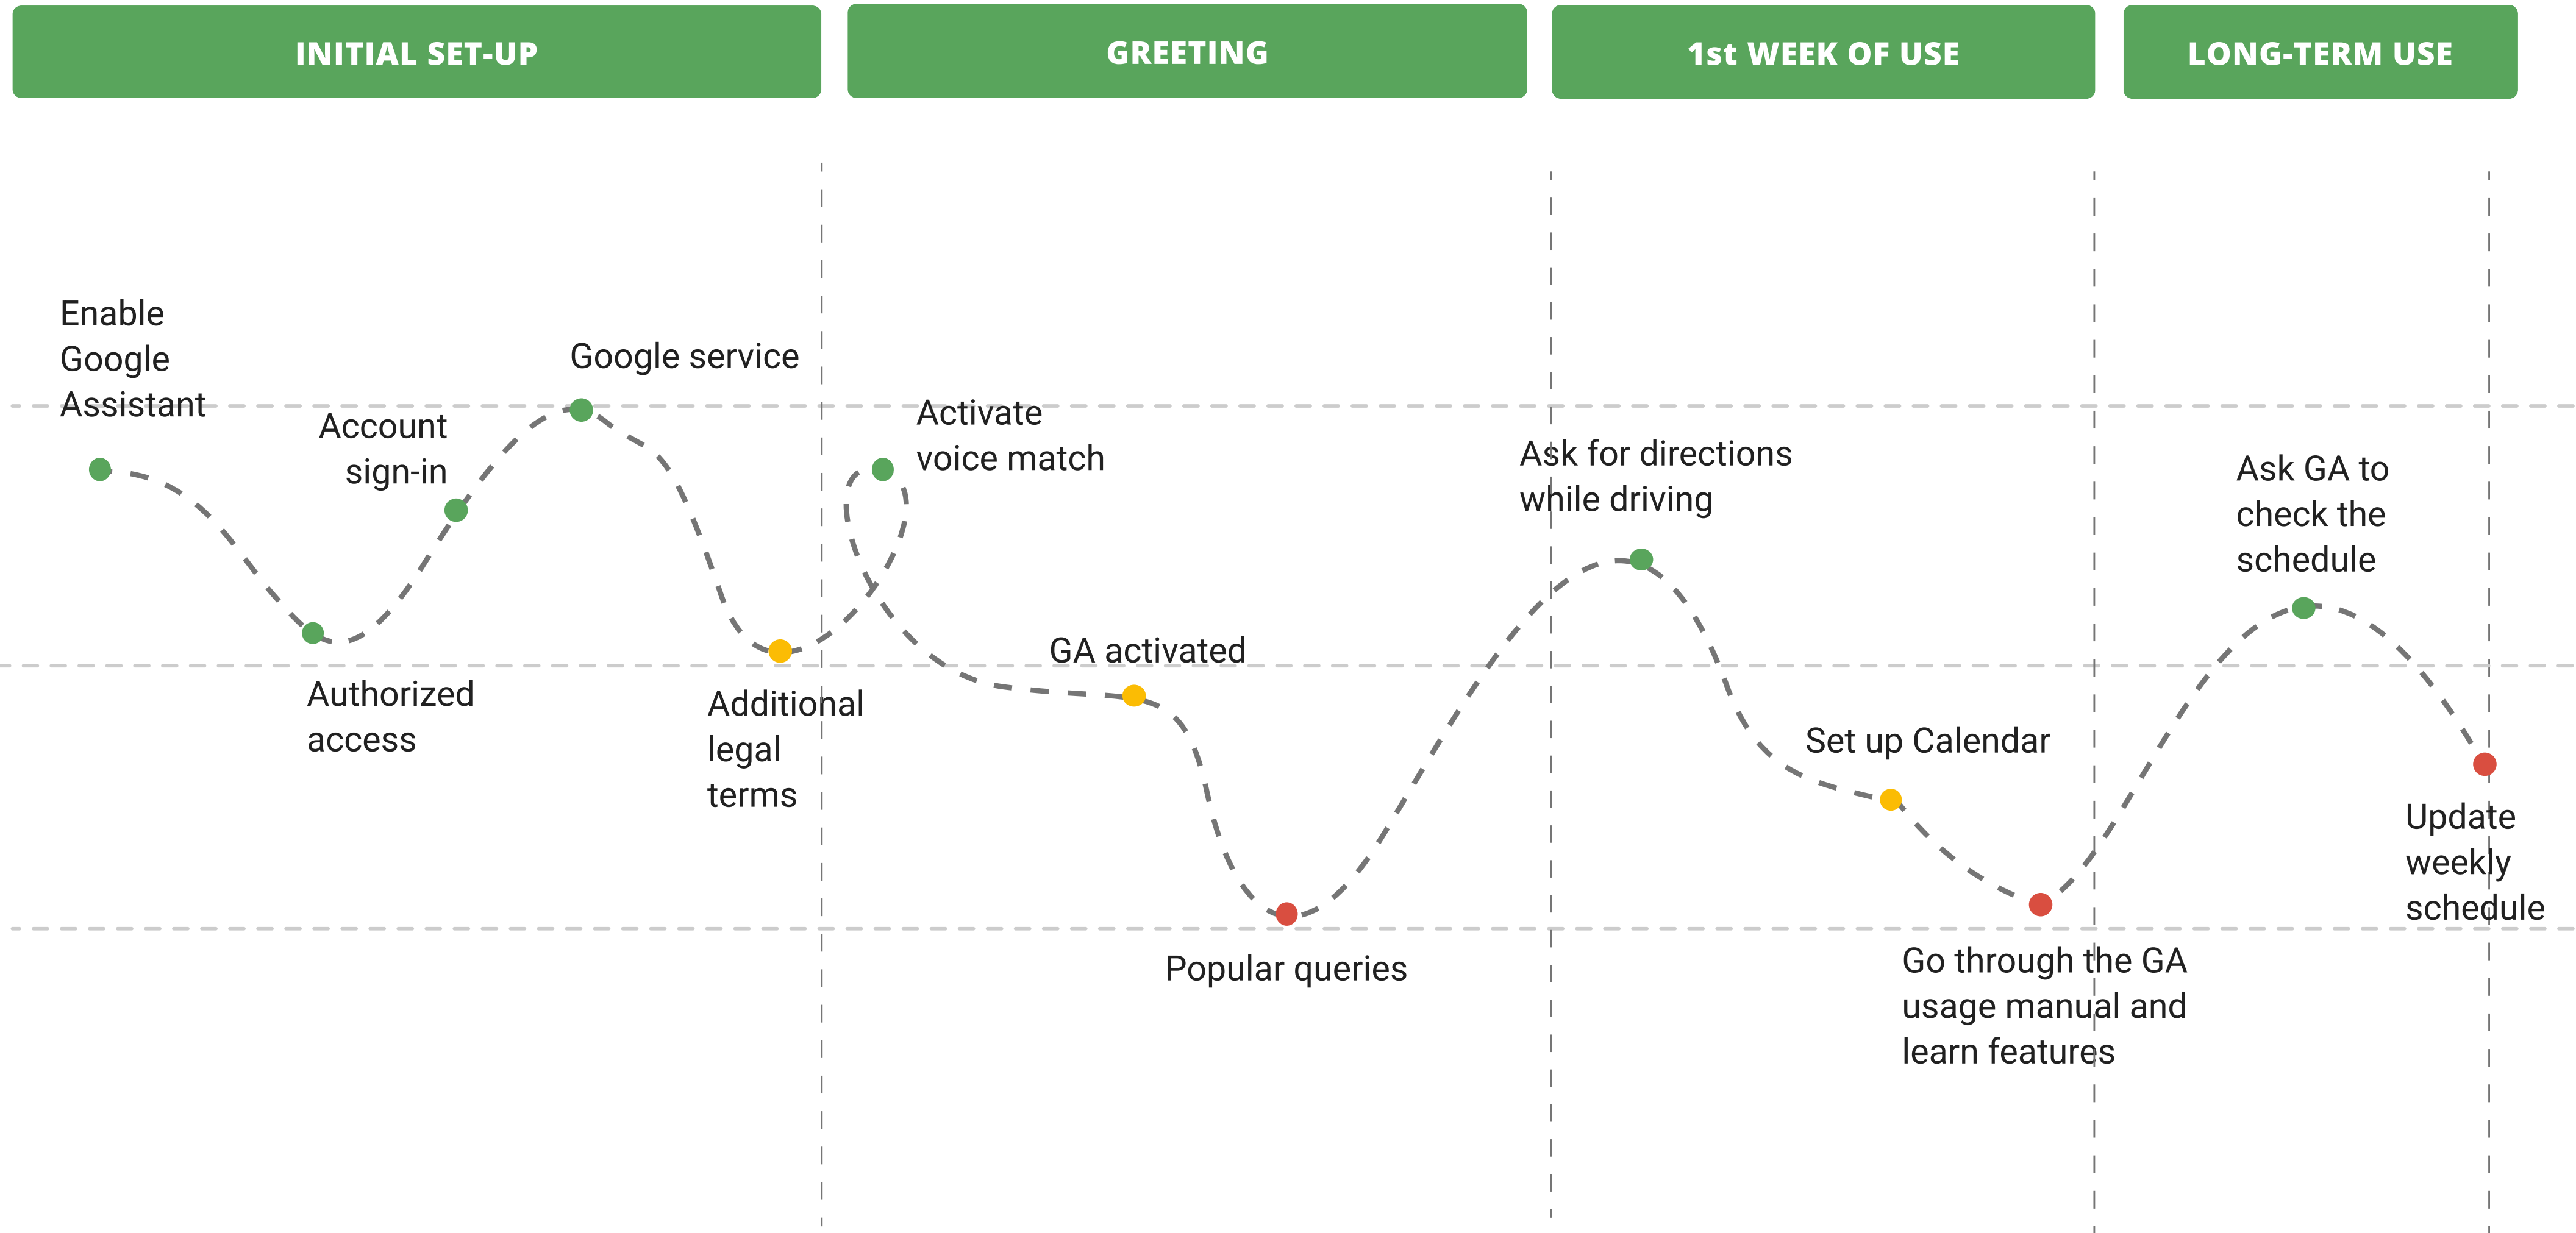 INITIAL SET-UP
GREETING
1st WEEK OF USE
LONG-TERM USE
Enable
Google
Assistant
Account
sign-in
Google service
Authorized
access
Additional
legal
terms
Activate
voice match
GA activated
Popular queries
Ask for directions
while driving
Set up Calendar
Go through the GA
usage manual and
learn features
Ask GA to
check the
schedule
Update
weekly
schedule